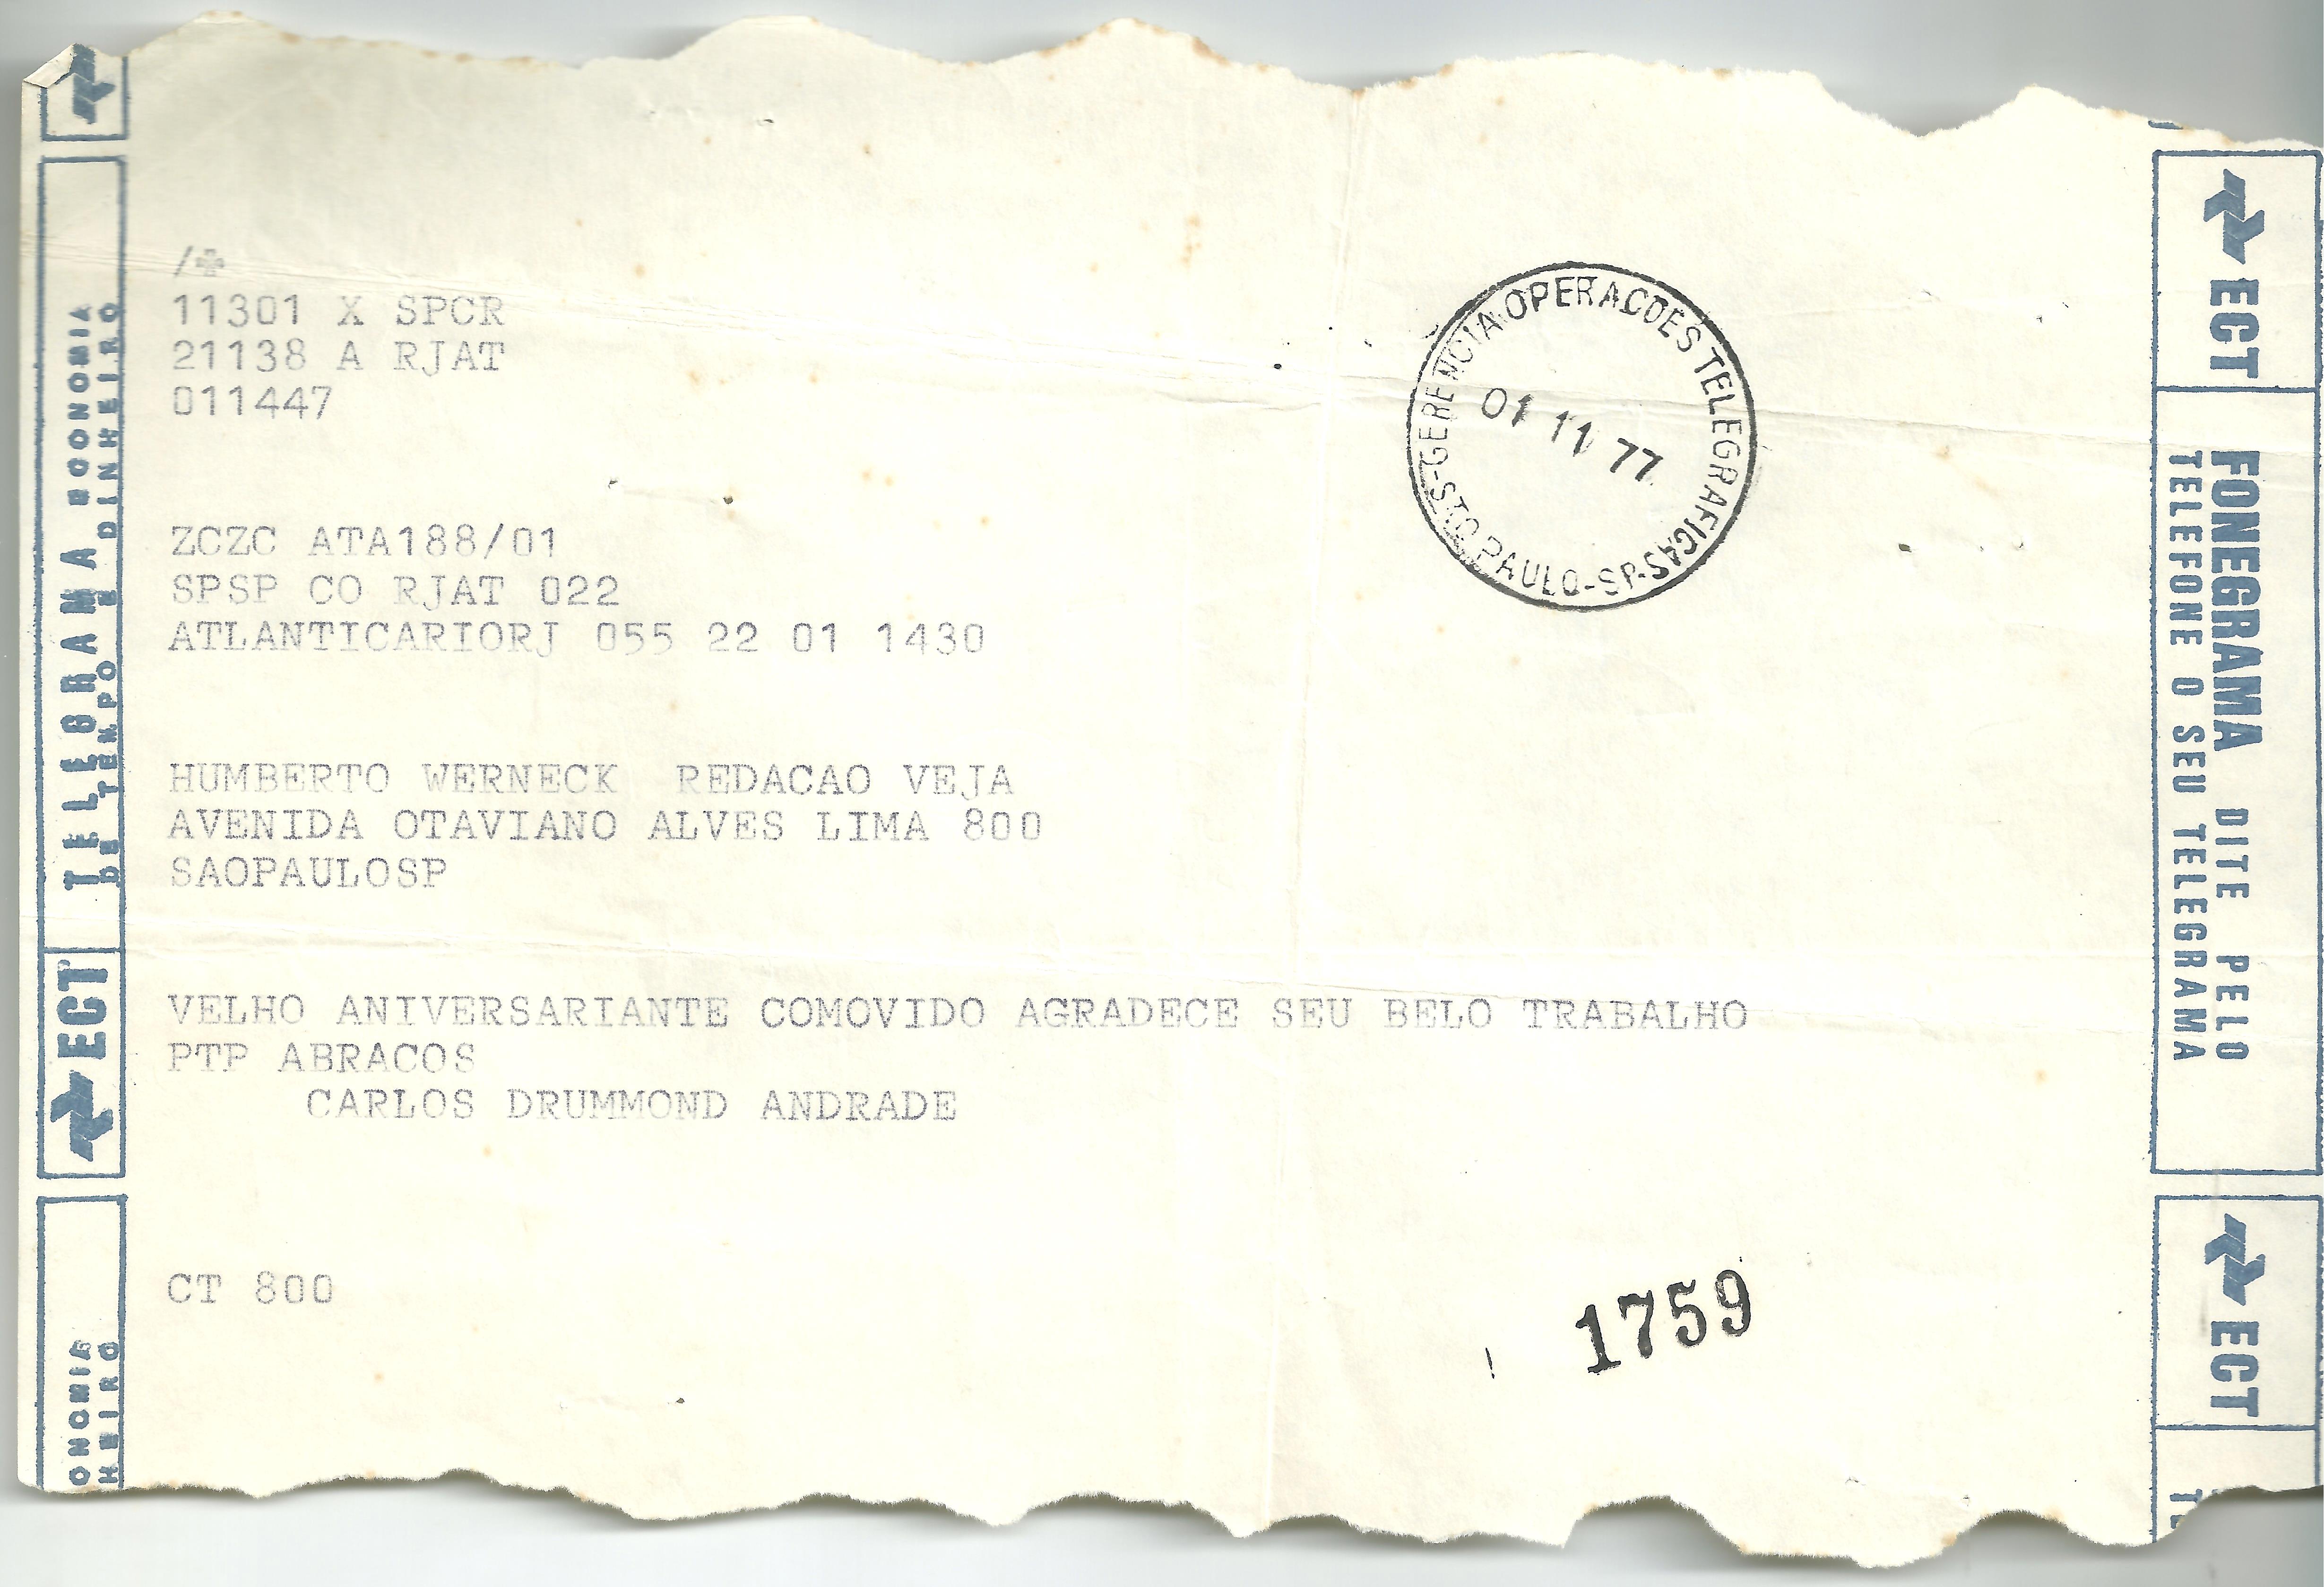 /
11301 X SPCR
21138 A RJAT
011447
ZCZC ATA188/01
SPSP CO RJAT 022
ATLANTICARIORJ 055 22 01 1430
HUMBERTO WERNECK REDACAO VEJA
AVENIDA OTAVIANO ALVES LIMA 800
SAOPAULOSP
VELHO ANIVERSARIANTE COMOVIDO AGRADECE SEU BELO TRABALHO
PTP ABRACOS
CARLOS DRUMMOND ANDRADE
CT 800
GERENCIA OPERACOES TELEGRAFICAS
01 11 77
STO PAULO-SP-
1759
ECT TELEGRAMA ECONOMIA
DE TEMPO E DINHEIRO
ONOMIA
HEIRO
ECT FONEGRAMA DITE PELO
TELEFONE O SEU TELEGRAMA
ECT